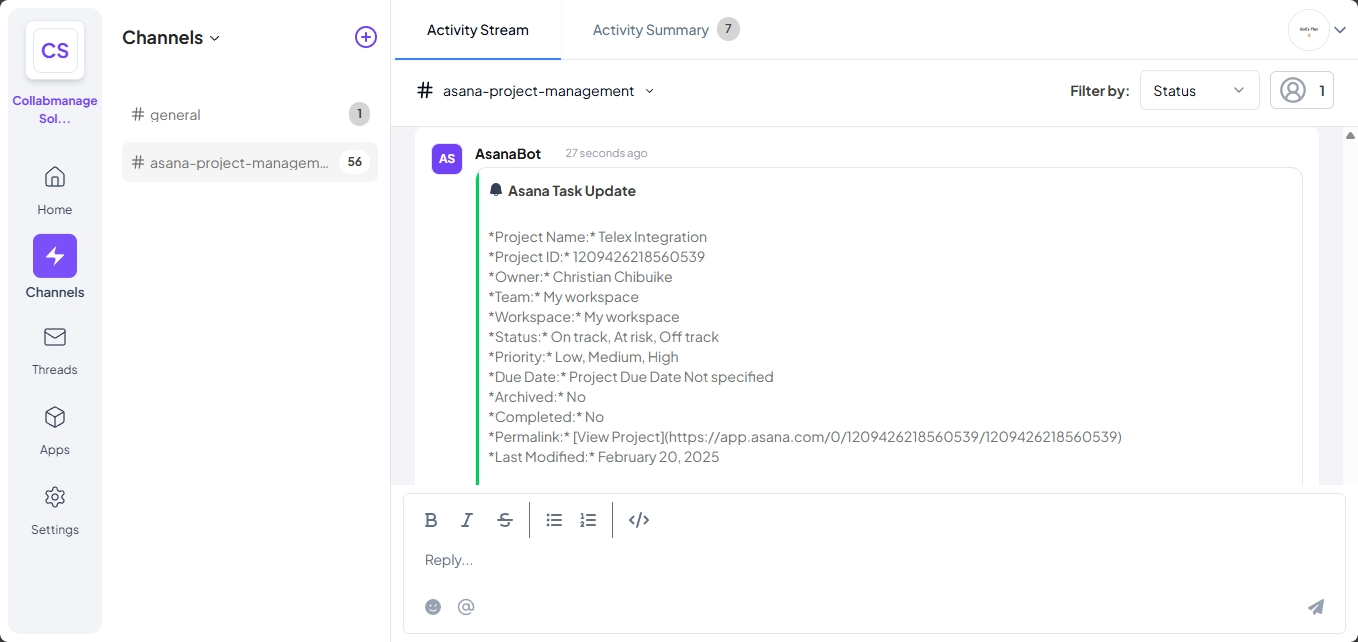 CS
Collabmanage
Sol...
Home
Channels
Threads
Apps
Settings
Channels
# general 1
# asana-project-managem... 56
Activity Stream
Activity Summary 7
# asana-project-management
Filter by:
Status
1
AS
AsanaBot 27 seconds ago
Asana Task Update
*Project Name:* Telex Integration
*Project ID:* 1209426218560539
*Owner:* Christian Chibuike
*Team:* My workspace
*Workspace:* My workspace
*Status:* On track, At risk, Off track
*Priority:* Low, Medium, High
*Due Date:* Project Due Date Not specified
*Archived:* No
*Completed:* No
*Permalink:* [View Project](https://app.asana.com/0/1209426218560539/1209426218560539)
*Last Modified:* February 20, 2025
B I S </>
Reply...
@